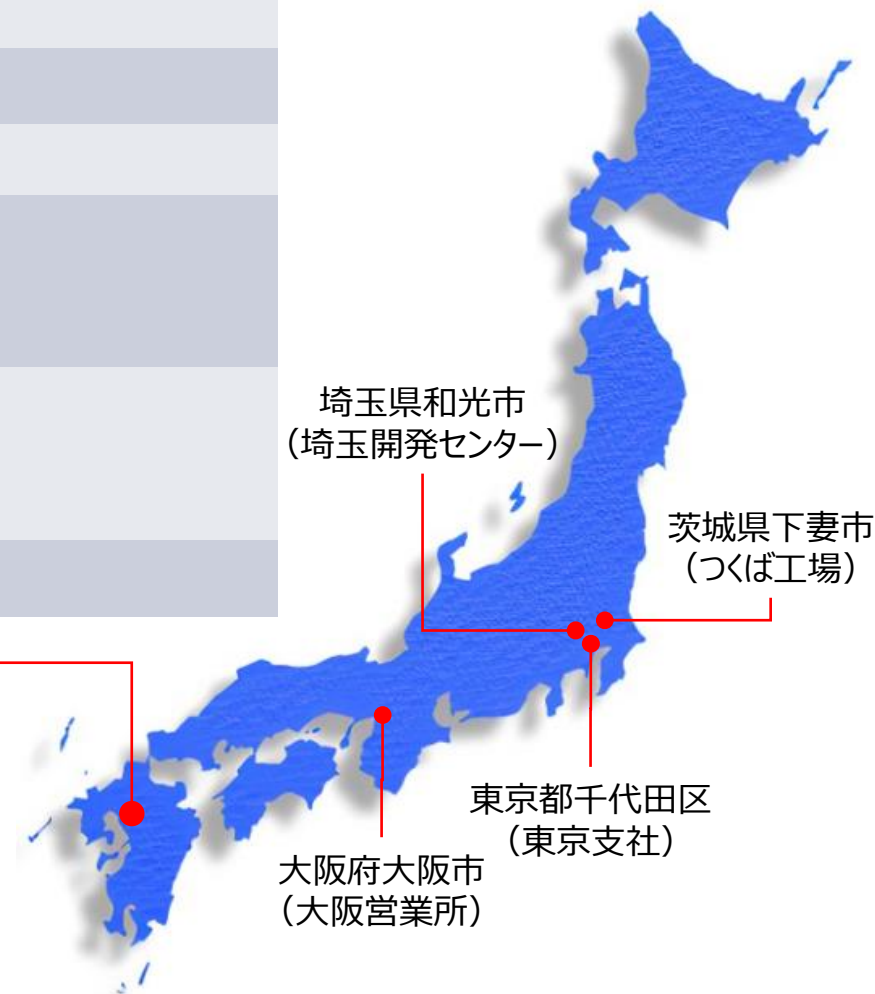 埼玉県和光市
（埼玉開発センター）
茨城県下妻市
（つくば工場）
東京都千代田区
（東京支社）
大阪府大阪市
（大阪営業所）